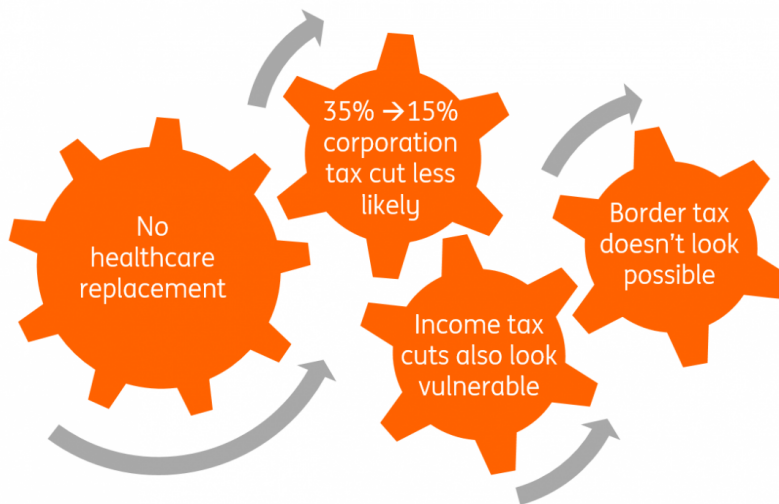 No
healthcare
replacement
35% →15%
corporation
tax cut less
likely
Income tax
cuts also look
vulnerable
Border tax
doesn’t look
possible